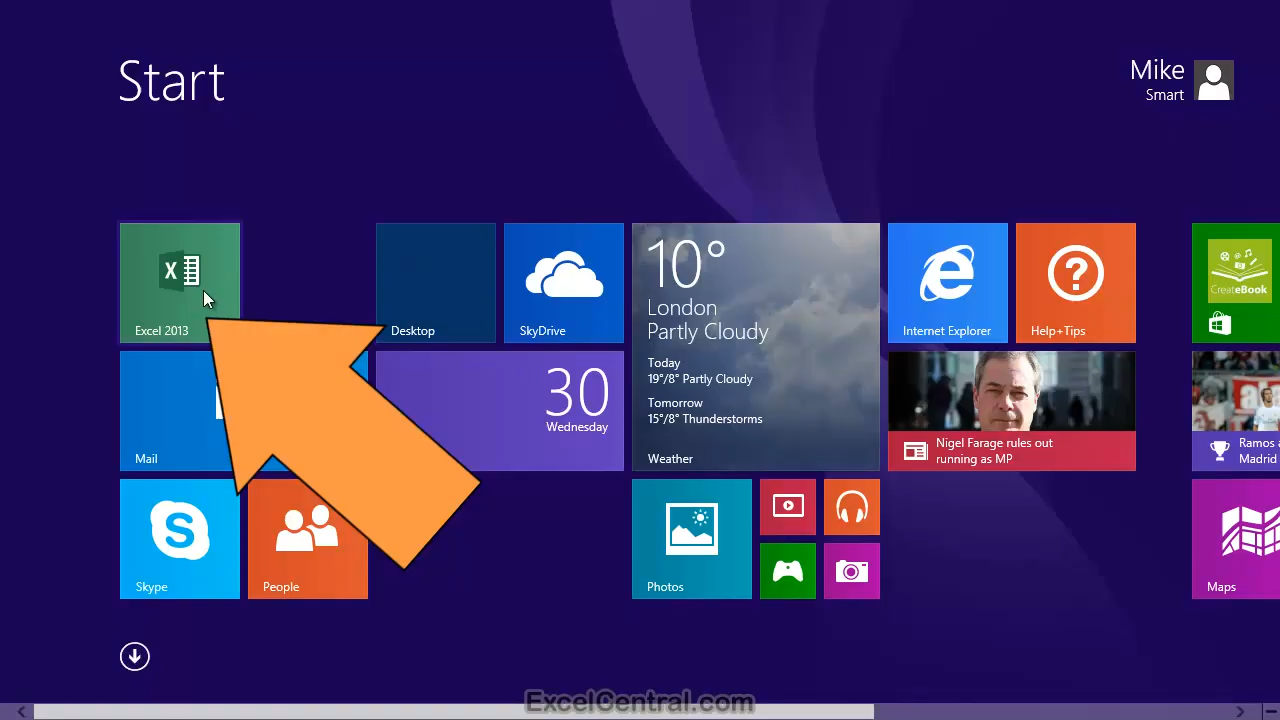 Start
Mike
Smart
Excel 2013
Desktop
SkyDrive
10°
London
Partly Cloudy
Today
19°/8° Partly Cloudy
Tomorrow
15°/8° Thunderstorms
Weather
Internet Explorer
Help+Tips
CreateBook
Mail
30
Wednesday
Nigel Farage rules out
running as MP
Ramos a
Madrid
Skype
People
Photos
Maps
ExcelCentral.com